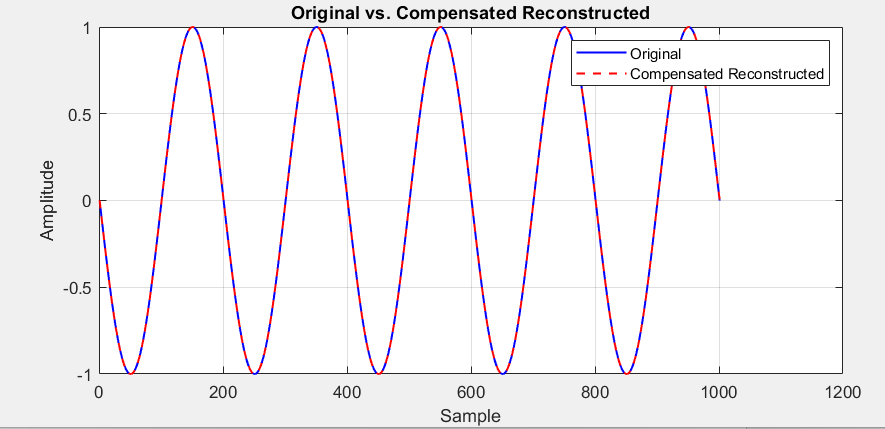 Original vs. Compensated Reconstructed
Original
Compensated Reconstructed
1
0.5
0
-0.5
-1
Amplitude
0 200 400 600 800 1000 1200
Sample